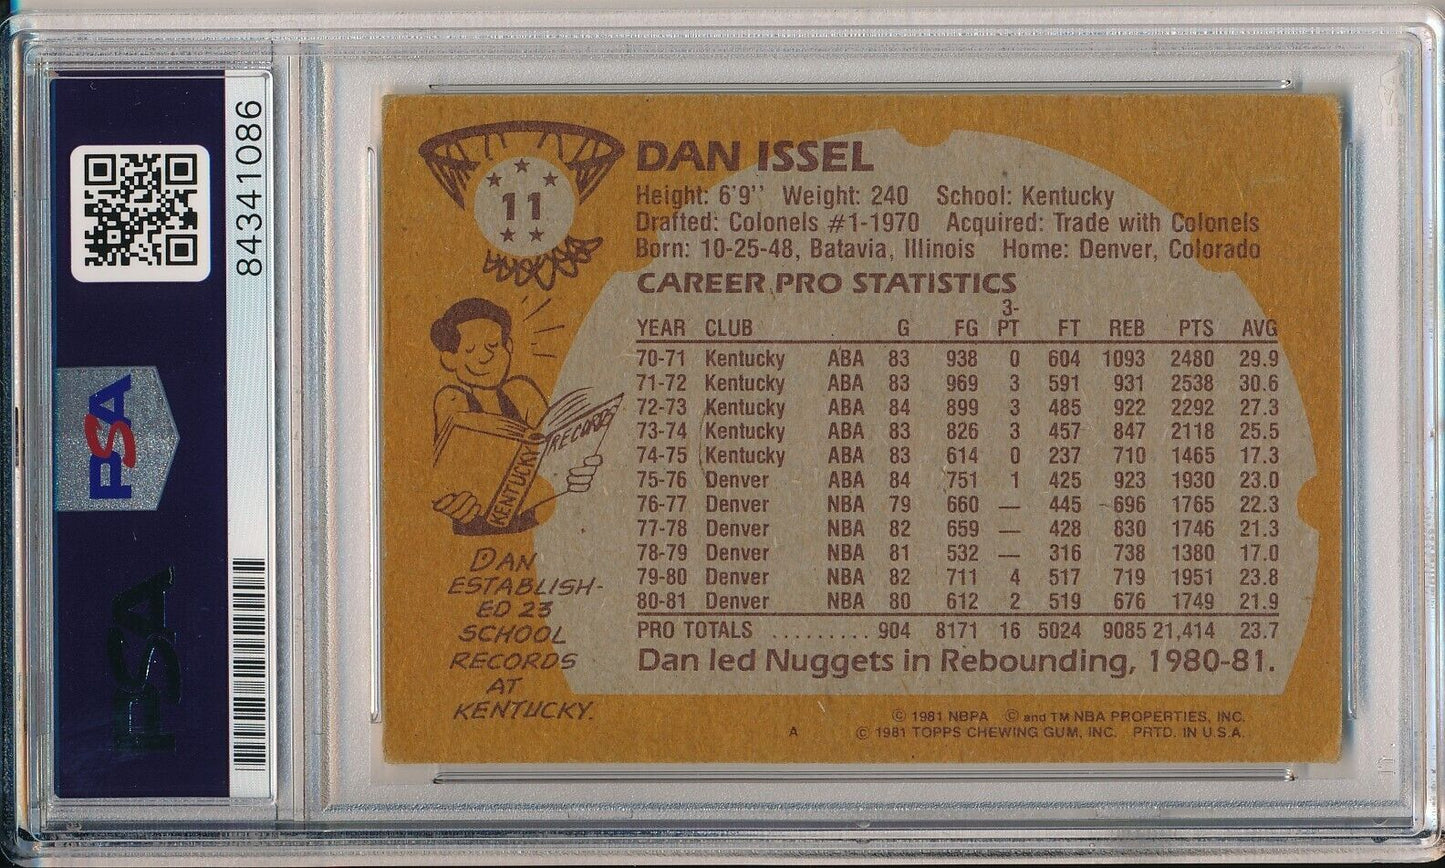 84341086
PSA
PSA
11
DAN ISSEL
Height: 6'9'' Weight: 240 School: Kentucky
Drafted: Colonels #1-1970 Acquired: Trade with Colonels
Born: 10-25-48, Batavia, Illinois Home: Denver, Colorado
CAREER PRO STATISTICS
YEAR CLUB G FG 3-PT FT REB PTS AVG
70-71 Kentucky ABA 83 938 0 604 1093 2480 29.9
71-72 Kentucky ABA 83 969 3 591 931 2538 30.6
72-73 Kentucky ABA 84 899 3 485 922 2292 27.3
73-74 Kentucky ABA 83 826 3 457 847 2118 25.5
74-75 Kentucky ABA 83 614 0 237 710 1465 17.3
75-76 Denver ABA 84 751 1 425 923 1930 23.0
76-77 Denver NBA 79 660 — 445 696 1765 22.3
77-78 Denver NBA 82 659 — 428 830 1746 21.3
78-79 Denver NBA 81 532 — 316 738 1380 17.0
79-80 Denver NBA 82 711 4 517 719 1951 23.8
80-81 Denver NBA 80 612 2 519 676 1749 21.9
PRO TOTALS ......... 904 8171 16 5024 9085 21,414 23.7
Dan led Nuggets in Rebounding, 1980-81.
KENTUCKY
RECORDS
DAN
ESTABLISH-
ED 23
SCHOOL
RECORDS
AT
KENTUCKY.
© 1981 NBPA © and TM NBA PROPERTIES, INC.
A © 1981 TOPPS CHEWING GUM, INC. PRTD. IN U.S.A.